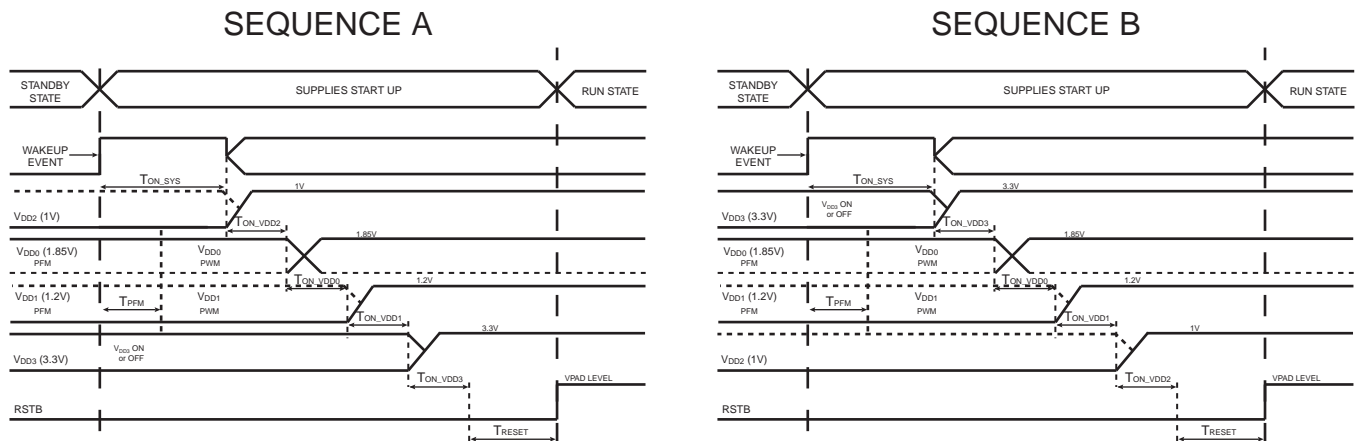 SEQUENCE A
STANDBY
STATE
SUPPLIES START UP
RUN STATE
WAKEUP
EVENT
TON_SYS
1V
VDD2 (1V)
TON_VDD2
1.85V
VDD0 (1.85V)
PFM
VDD0
PWM
TON_VDD0
1.2V
VDD1 (1.2V)
PFM
TPFM
VDD1
PWM
TON_VDD1
3.3V
VDD3 ON
or OFF
VDD3 (3.3V)
TON_VDD3
VPAD LEVEL
RSTB
TRESET
SEQUENCE B
STANDBY
STATE
SUPPLIES START UP
RUN STATE
WAKEUP
EVENT
TON_SYS
3.3V
VDD3 ON
or OFF
VDD3 (3.3V)
TON_VDD3
1.85V
VDD0 (1.85V)
PFM
VDD0
PWM
TON_VDD0
1.2V
VDD1 (1.2V)
PFM
TPFM
VDD1
PWM
TON_VDD1
1V
VDD2 (1V)
TON_VDD2
VPAD LEVEL
RSTB
TRESET